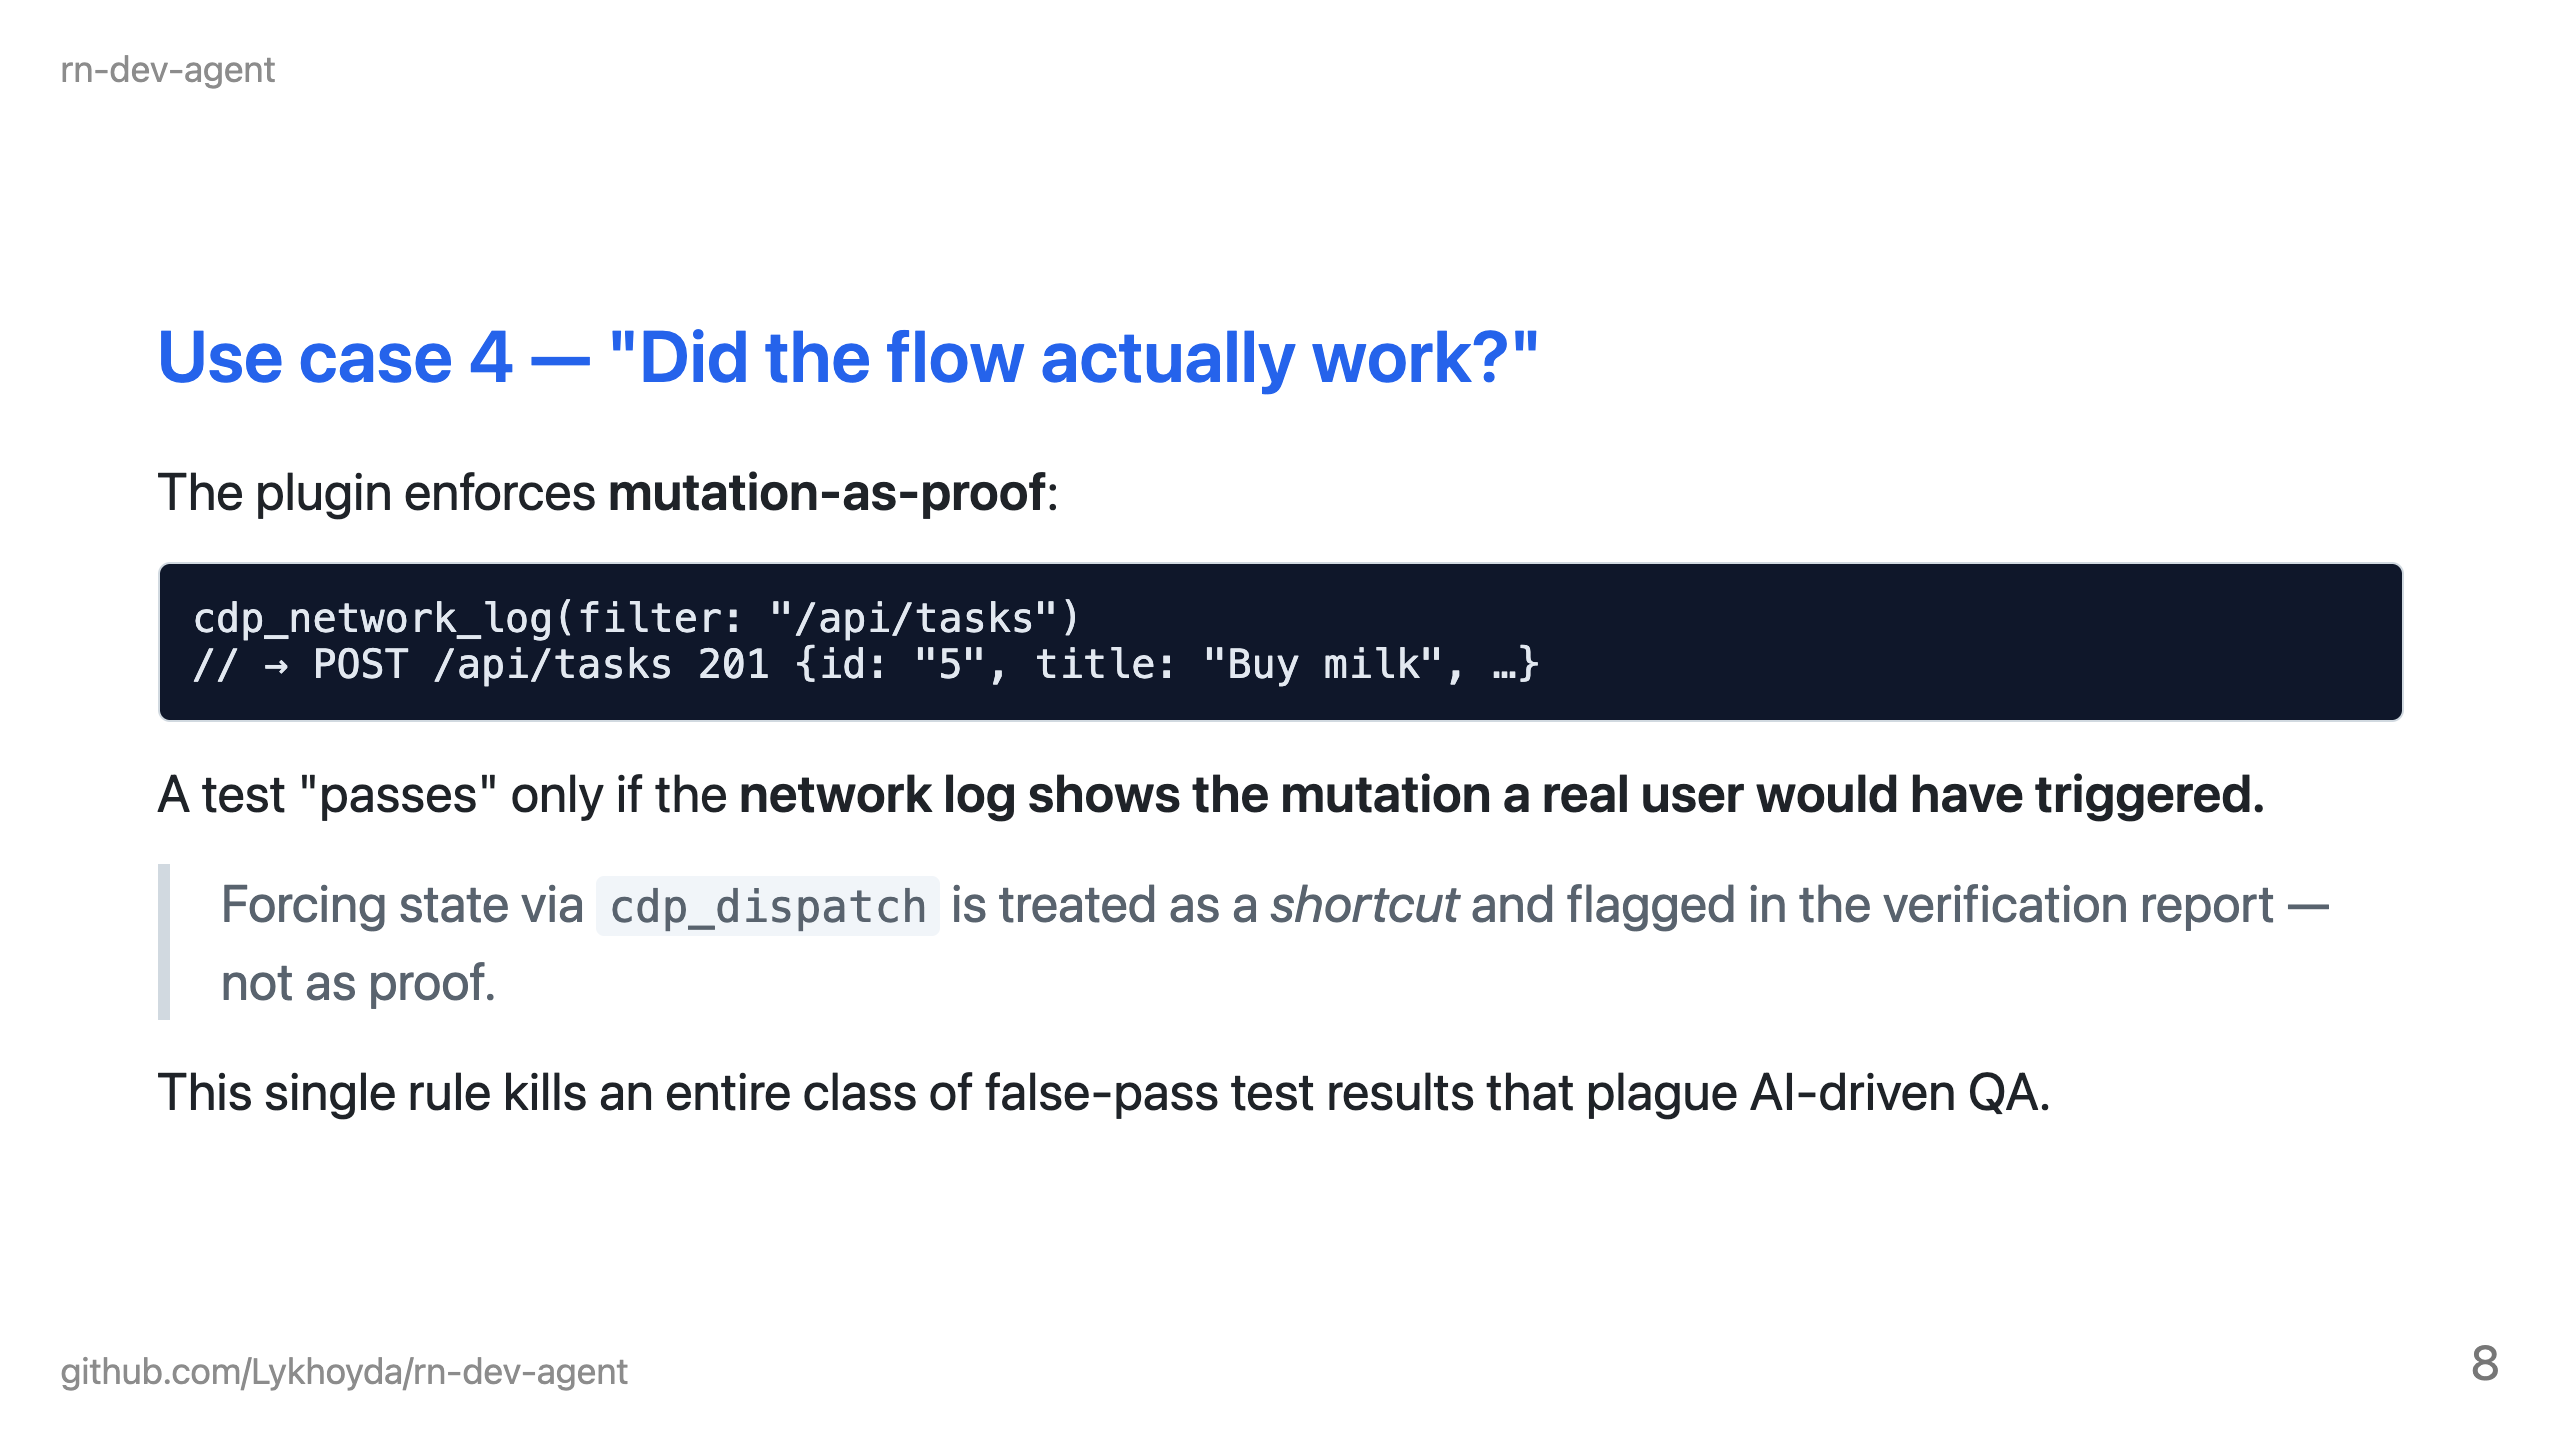 rn-dev-agent
Use case 4 — "Did the flow actually work?"
The plugin enforces mutation-as-proof:
cdp_network_log(filter: "/api/tasks")
// → POST /api/tasks 201 {id: "5", title: "Buy milk", …}
A test "passes" only if the network log shows the mutation a real user would have triggered.
Forcing state via cdp_dispatch is treated as a shortcut and flagged in the verification report —
not as proof.
This single rule kills an entire class of false-pass test results that plague AI-driven QA.
github.com/Lykhoyda/rn-dev-agent
8